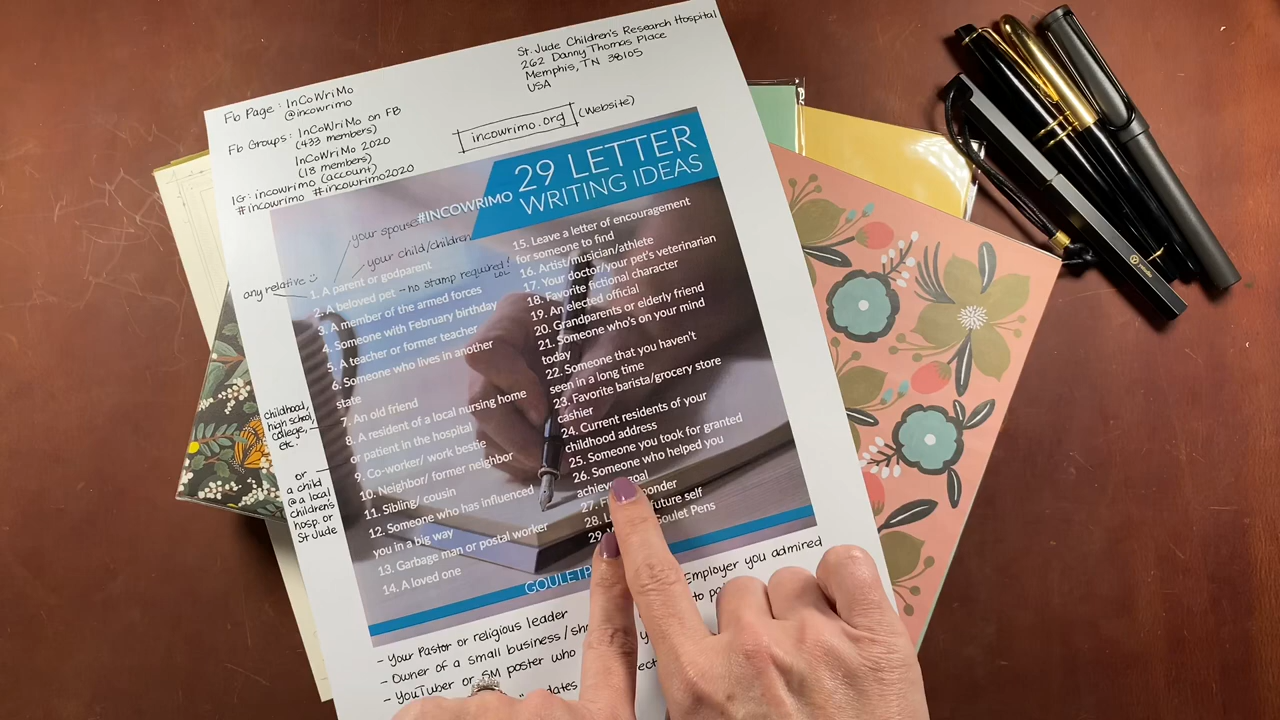 Fb Page : InCoWriMo
@incowrimo
Fb Groups : InCoWriMo on FB
(433 members)
InCoWriMo 2020
(18 members)
IG: incowrimo (account)
#incowrimo #incowrimo2020
St. Jude Children's Research Hospital
262 Danny Thomas Place
Memphis, TN 38105
USA
incowrimo.org (website)
#INCOWRIMO
29 LETTER
WRITING IDEAS
your spouse
your child/children
any relative
1. A parent or godparent
2. A beloved pet - no stamp required! LOL
3. A member of the armed forces
4. Someone with February birthday
5. A teacher or former teacher
6. Someone who lives in another
state
7. An old friend
8. A resident of a local nursing home
or patient in the hospital
9. Co-worker/ work bestie
10. Neighbor/ former neighbor
11. Sibling/ cousin
12. Someone who has influenced
you in a big way
13. Garbage man or postal worker
14. A loved one
childhood,
high school,
college,
etc.
or
a child
@ a local
children's
hosp. or
St Jude
15. Leave a letter of encouragement
for someone to find
16. Artist/musician/athlete
17. Your doctor/your pet's veterinarian
18. Favorite fictional character
19. An elected official
20. Grandparents or elderly friend
21. Someone who's on your mind
today
22. Someone that you haven't
seen in a long time
23. Favorite barista/grocery store
cashier
24. Current residents of your
childhood address
25. Someone you took for granted
26. Someone who helped you
achieve goal
27.
28. future self
29. Goulet Pens
- Your Pastor or religious leader
- Owner of a small business
- YouTuber or SM poster who
Employer you admired
to